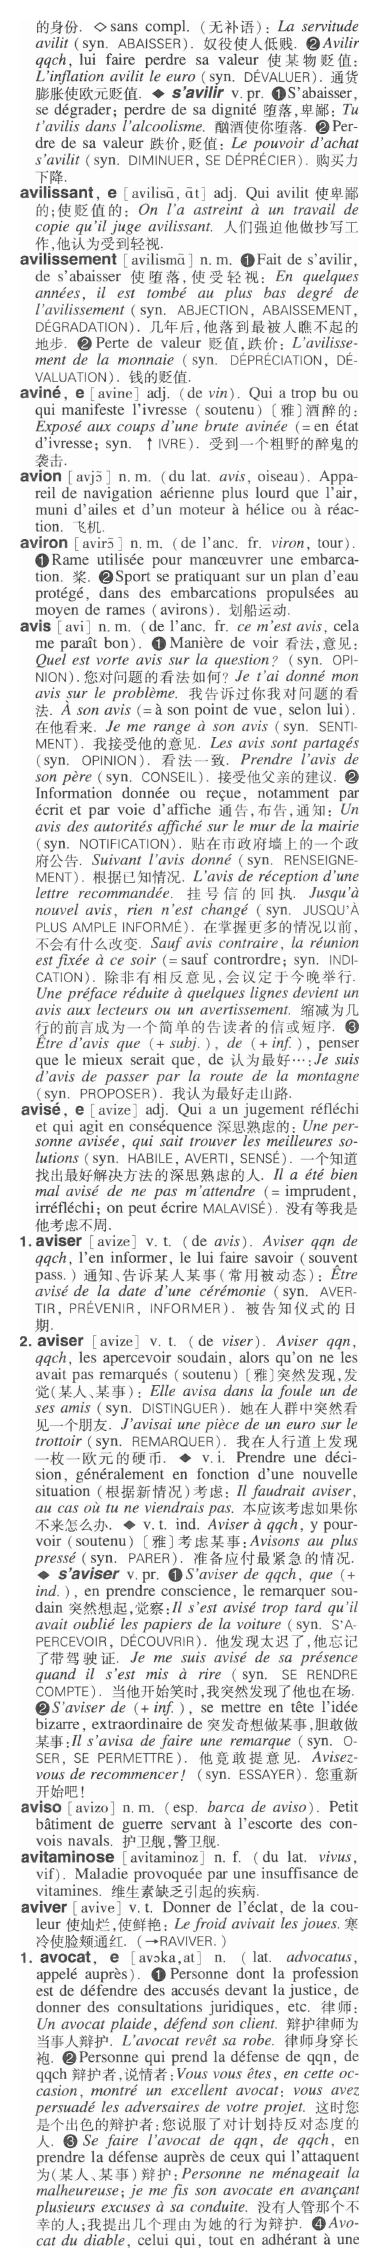 的身份. ◇sans compl. (无补语): La servitude
avilit (syn. ABAISSER). 奴役使人低贱. ❷Avilir
qqch, lui faire perdre sa valeur 使某物贬值:
L'inflation avilit le euro (syn. DÉVALUER). 通货
膨胀使欧元贬值. ◆ s'avilir v. pr. ❶S'abaisser,
se dégrader; perdre de sa dignité 堕落,卑鄙: Tu
t'avilis dans l'alcoolisme. 酗酒使你堕落. ❷Per-
dre de sa valeur 跌价,贬值: Le pouvoir d'achat
s'avilit (syn. DIMINUER, SE DÉPRÉCIER). 购买力
下降.
avilissant, e [avilisɑ̃, ɑ̃t] adj. Qui avilit 使卑鄙
的;使贬值的: On l'a astreint à un travail de
copie qu'il juge avilissant. 人们强迫他做抄写工
作,他认为受到轻视.
avilissement [avilismɑ̃] n. m. ❶Fait de s'avilir,
de s'abaisser 使堕落,使受轻视: En quelques
années, il est tombé au plus bas degré de
l'avilissement (syn. ABJECTION, ABAISSEMENT,
DÉGRADATION). 几年后,他落到最被人瞧不起的
地步. ❷Perte de valeur 贬值,跌价: L'avilisse-
ment de la monnaie (syn. DÉPRÉCIATION, DÉ-
VALUATION). 钱的贬值.
aviné, e [avine] adj. (de vin). Qui a trop bu ou
qui manifeste l'ivresse (soutenu) [雅]酒醉的:
Exposé aux coups d'une brute avinée (=en état
d'ivresse; syn. ↑IVRE). 受到一个粗野的醉鬼的
袭击.
avion [avjɔ̃] n. m. (du lat. avis, oiseau). Appa-
reil de navigation aérienne plus lourd que l'air,
muni d'ailes et d'un moteur à hélice ou à réac-
tion. 飞机.
aviron [avirɔ̃] n. m. (de l'anc. fr. viron, tour).
❶Rame utilisée pour manœuvrer une embarca-
tion. 桨. ❷Sport se pratiquant sur un plan d'eau
protégé, dans des embarcations propulsées au
moyen de rames (avirons). 划船运动.
avis [avi] n. m. (de l'anc. fr. ce m'est avis, cela
me paraît bon). ❶Manière de voir 看法,意见:
Quel est vorte avis sur la question? (syn. OPI-
NION).您对问题的看法如何? Je t'ai donné mon
avis sur le problème. 我告诉过你我对问题的看
法. À son avis (=à son point de vue, selon lui).
在他看来. Je me range à son avis (syn. SENTI-
MENT). 我接受他的意见. Les avis sont partagés
(syn. OPINION). 看法一致. Prendre l'avis de
son père (syn. CONSEIL). 接受他父亲的建议. ❷
Information donnée ou reçue, notamment par
écrit et par voie d'affiche 通告,布告,通知: Un
avis des autorités affiché sur le mur de la mairie
(syn. NOTIFICATION). 贴在市政府墙上的一个政
府公告. Suivant l'avis donné (syn. RENSEIGNE-
MENT). 根据已知情况. L'avis de réception d'une
lettre recommandée. 挂号信的回执. Jusqu'à
nouvel avis, rien n'est changé (syn. JUSQU'À
PLUS AMPLE INFORMÉ). 在掌握更多的情况以前,
不会有什么改变. Sauf avis contraire, la réunion
est fixée à ce soir (=sauf contrordre; syn. INDI-
CATION). 除非有相反意见,会议定于今晚举行.
Une préface réduite à quelques lignes devient un
avis aux lecteurs ou un avertissement. 缩减为几
行的前言成为一个简单的告读者的信或短序. ❸
Être d'avis que (+ subj.), de (+ inf.), penser
que le mieux serait que, de 认为最好…:Je suis
d'avis de passer par la route de la montagne
(syn. PROPOSER). 我认为最好走山路.
avisé, e [avize] adj. Qui a un jugement réfléchi
et qui agit en conséquence 深思熟虑的: Une per-
sonne avisée, qui sait trouver les meilleures so-
lutions (syn. HABILE, AVERTI, SENSÉ). 一个知道
找出最好解决方法的深思熟虑的人. Il a été bien
mal avisé de ne pas m'attendre (= imprudent,
irréfléchi; on peut écrire MALAVISÉ). 没有等我是
他考虑不周.
1. aviser [avize] v. t. (de avis). Aviser qqn de
qqch, l'en informer, le lui faire savoir (souvent
pass.) 通知、告诉某人某事(常用被动态): Être
avisé de la date d'une cérémonie (syn. AVER-
TIR, PRÉVENIR, INFORMER). 被告知仪式的日
期.
2. aviser [avize] v. t. (de viser). Aviser qqn,
qqch, les apercevoir soudain, alors qu'on ne les
avait pas remarqués (soutenu) [雅]突然发现,发
觉(某人、某事): Elle avisa dans la foule un de
ses amis (syn. DISTINGUER). 她在人群中突然看
见一个朋友. J'avisai une pièce de un euro sur le
trottoir (syn. REMARQUER). 我在人行道上发现
一枚一欧元的硬币. ◆ v. i. Prendre une déci-
sion, généralement en fonction d'une nouvelle
situation (根据新情况)考虑: Il faudrait aviser,
au cas où tu ne viendrais pas. 本应该考虑如果你
不来怎么办. ◆ v. t. ind. Aviser à qqch, y pour-
voir (soutenu) [雅]考虑某事:Avisons au plus
pressé (syn. PARER). 准备应付最紧急的情况.
◆ s'aviser v. pr. ❶S'aviser de qqch, que (+
ind.), en prendre conscience, le remarquer sou-
dain 突然想起,觉察:Il s'est avisé trop tard qu'il
avait oublié les papiers de la voiture (syn. S'A-
PERCEVOIR, DÉCOUVRIR). 他发现太迟了,他忘记
了带驾驶证. Je me suis avisé de sa présence
quand il s'est mis à rire (syn. SE RENDRE
COMPTE). 当他开始笑时,我突然发现了他也在场.
❷S'aviser de (+ inf.), se mettre en tête l'idée
bizarre, extraordinaire de 突发奇想做某事,胆敢做
某事:Il s'avisa de faire une remarque (syn. O-
SER, SE PERMETTRE). 他竟敢提意见. Avisez-
vous de recommencer! (syn. ESSAYER). 您重新
开始吧!
aviso [avizo] n. m. (esp. barca de aviso). Petit
bâtiment de guerre servant à l'escorte des con-
vois navals. 护卫舰,警卫舰.
avitaminose [avitaminoz] n. f. (du lat. vivus,
vif). Maladie provoquée par une insuffisance de
vitamines. 维生素缺乏引起的疾病.
aviver [avive] v. t. Donner de l'éclat, de la cou-
leur 使灿烂,使鲜艳: Le froid avivait les joues. 寒
冷使脸颊通红. (→RAVIVER.)
1. avocat, e [avɔka,at] n. (lat. advocatus,
appelé auprès). ❶Personne dont la profession
est de défendre des accusés devant la justice, de
donner des consultations juridiques, etc. 律师:
Un avocat plaide, défend son client. 辩护律师为
当事人辩护. L'avocat revêt sa robe. 律师身穿长
袍. ❷Personne qui prend la défense de qqn, de
qqch 辩护者,说情者:Vous vous êtes, en cette oc-
casion, montré un excellent avocat: vous avez
persuadé les adversaires de votre projet. 这时您
是个出色的辩护者:您说服了对计划持反对态度的
人. ❸ Se faire l'avocat de qqn, de qqch, en
prendre la défense auprès de ceux qui l'attaquent
为(某人、某事)辩护:Personne ne ménageait la
malheureuse; je me fis son avocate en avançant
plusieurs excuses à sa conduite. 没有人管那个不
幸的人;我提出几个理由为她的行为辩护. ❹Avo-
cat du diable, celui qui, tout en adhérant à une